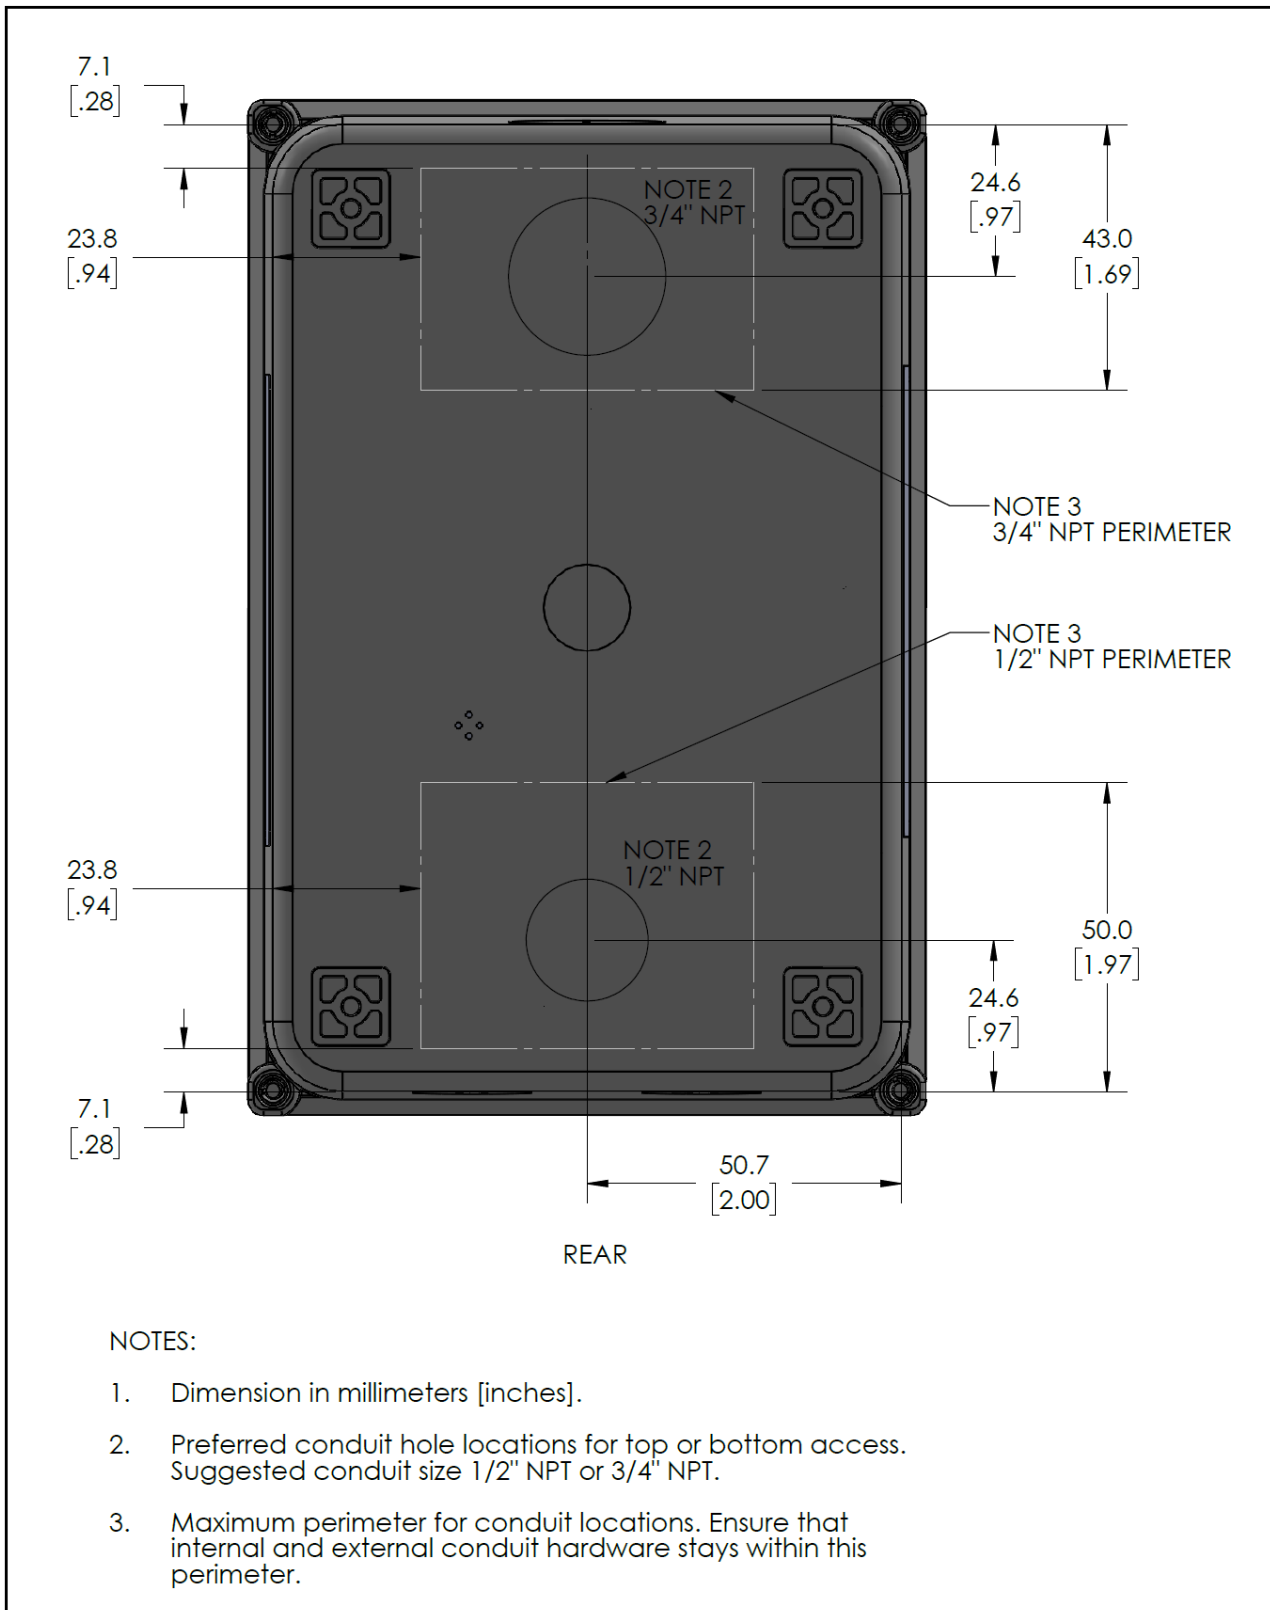 7.1
[.28]
23.8
[.94]
NOTE 2
3/4" NPT
24.6
[.97]
43.0
[1.69]
NOTE 3
3/4" NPT PERIMETER
NOTE 3
1/2" NPT PERIMETER
23.8
[.94]
NOTE 2
1/2" NPT
50.0
[1.97]
24.6
[.97]
7.1
[.28]
50.7
[2.00]
REAR
NOTES:
1. Dimension in millimeters [inches].
2. Preferred conduit hole locations for top or bottom access.
Suggested conduit size 1/2" NPT or 3/4" NPT.
3. Maximum perimeter for conduit locations. Ensure that
internal and external conduit hardware stays within this
perimeter.